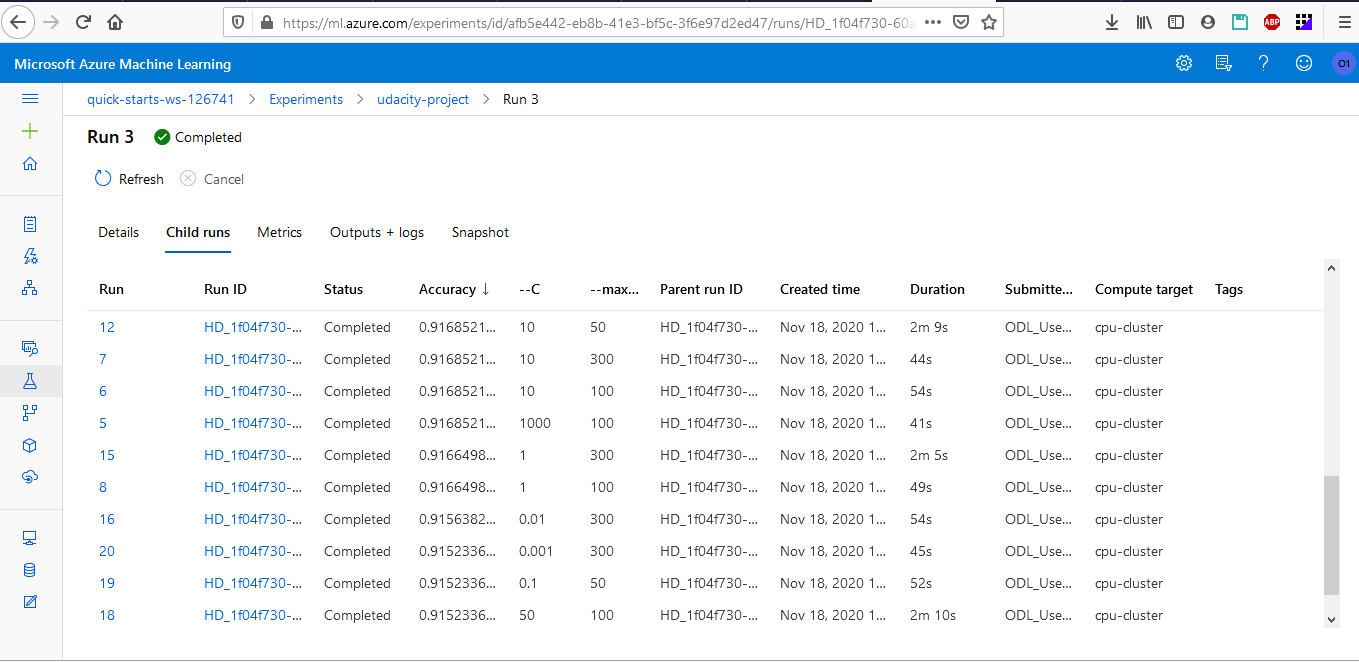 https://ml.azure.com/experiments/id/afb5e442-eb8b-41e3-bf5c-3f6e97d2ed47/runs/HD_1f04f730-60a
ABP
Microsoft Azure Machine Learning
O1
quick-starts-ws-126741 > Experiments > udacity-project > Run 3
Run 3 Completed
Refresh Cancel
Details Child runs Metrics Outputs + logs Snapshot
Run Run ID Status Accuracy ↓ --C --max... Parent run ID Created time Duration Submitte... Compute target Tags
12 HD_1f04f730-... Completed 0.9168521... 10 50 HD_1f04f730-... Nov 18, 2020 1... 2m 9s ODL_Use... cpu-cluster
7 HD_1f04f730-... Completed 0.9168521... 10 300 HD_1f04f730-... Nov 18, 2020 1... 44s ODL_Use... cpu-cluster
6 HD_1f04f730-... Completed 0.9168521... 10 100 HD_1f04f730-... Nov 18, 2020 1... 54s ODL_Use... cpu-cluster
5 HD_1f04f730-... Completed 0.9168521... 1000 100 HD_1f04f730-... Nov 18, 2020 1... 41s ODL_Use... cpu-cluster
15 HD_1f04f730-... Completed 0.9166498... 1 300 HD_1f04f730-... Nov 18, 2020 1... 2m 5s ODL_Use... cpu-cluster
8 HD_1f04f730-... Completed 0.9166498... 1 100 HD_1f04f730-... Nov 18, 2020 1... 49s ODL_Use... cpu-cluster
16 HD_1f04f730-... Completed 0.9156382... 0.01 300 HD_1f04f730-... Nov 18, 2020 1... 54s ODL_Use... cpu-cluster
20 HD_1f04f730-... Completed 0.9152336... 0.001 300 HD_1f04f730-... Nov 18, 2020 1... 45s ODL_Use... cpu-cluster
19 HD_1f04f730-... Completed 0.9152336... 0.1 50 HD_1f04f730-... Nov 18, 2020 1... 52s ODL_Use... cpu-cluster
18 HD_1f04f730-... Completed 0.9152336... 50 100 HD_1f04f730-... Nov 18, 2020 1... 2m 10s ODL_Use... cpu-cluster